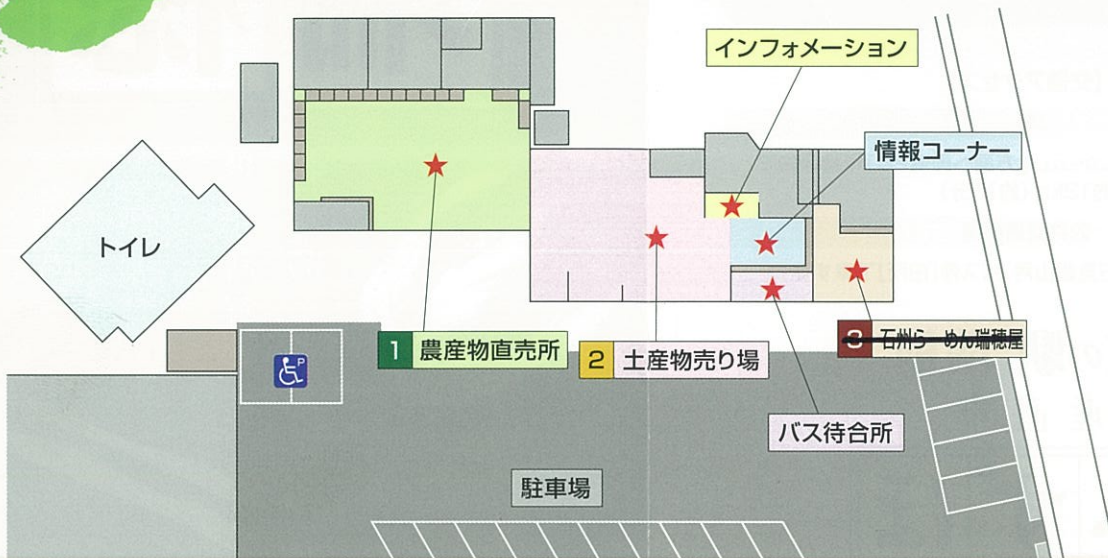 インフォメーション
情報コーナー
トイレ
1 農産物直売所
2 土産物売り場
3 石州らーめん瑞穂屋
バス待合所
P
駐車場